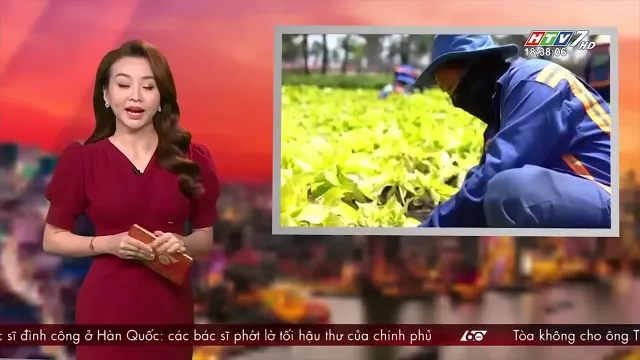 HTV7 HD
18:38:06
c sĩ đình công ở Hàn Quốc: các bác sĩ phớt lờ tối hậu thư của chính phủ
Tòa không cho ông T